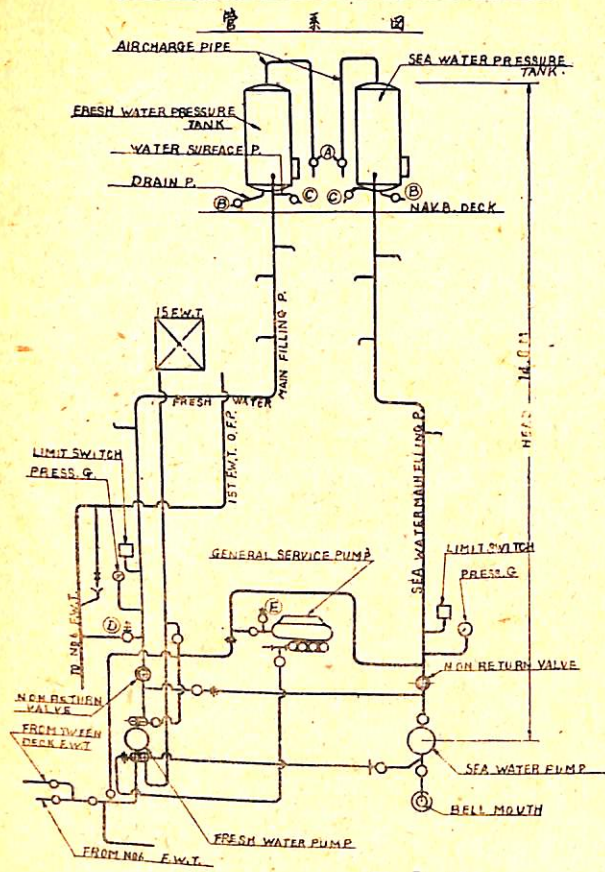 管系図
AIRCHARGE PIPE
SEA WATER PRESSURE
TANK.
FRESH WATER PRESSURE
TANK
WATER SURFACE P.
DRAIN P.
A
B
C
C
B
NAV. B. DECK
15 F.W.T.
MAIN FILLING P.
FRESH WATER
HEAD 14.0 m
LIMIT SWITCH
PRESS. G.
1ST F.W.T. O.F.P.
SEA WATER MAIN FILLING P.
GENERAL SERVICE PUMP
LIMIT SWITCH
PRESS. G
E
D
TO NO6 F.W.T.
NON RETURN VALVE
NON RETURN
VALVE
FROM TWEEN
DECK F.W.T
SEA WATER PUMP
BELL MOUTH
FRESH WATER PUMP
FROM NO6 F.W.T.